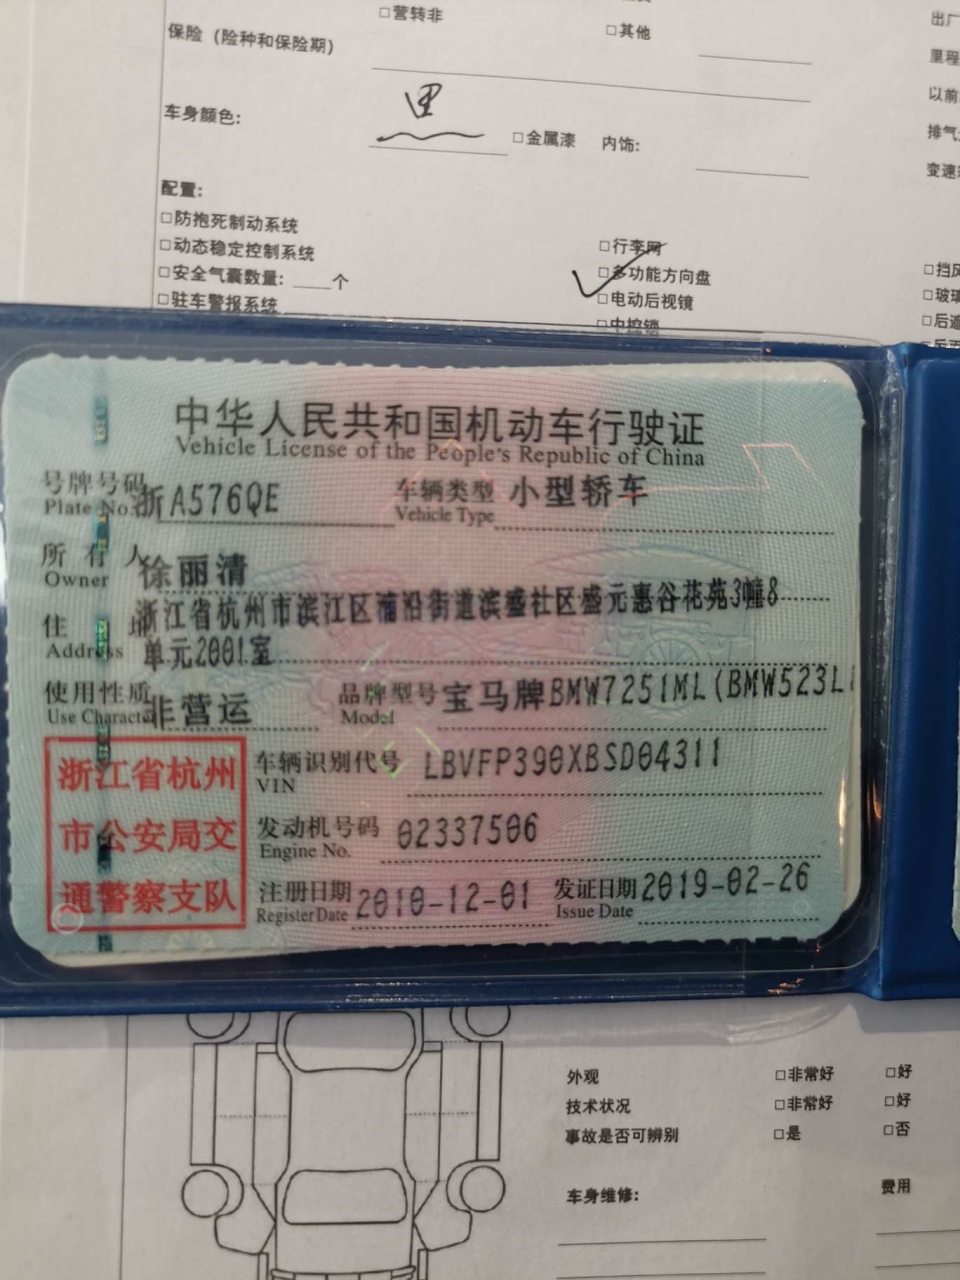 □营转非
□其他
保险（险种和保险期）
车身颜色:
□金属漆 内饰:
配置:
□防抱死制动系统
□动态稳定控制系统
□安全气囊数量: ____个
□驻车警报系统
□行李网
□多功能方向盘
□电动后视镜
□中控锁
出厂
里程
以前
排气
变速
□挡风
□玻璃
□后
中华人民共和国机动车行驶证
Vehicle License of the People's Republic of China
号牌号码 浙A576QE 车辆类型 小型轿车
Plate No. Vehicle Type
所有人 徐丽清
Owner
住 址 浙江省杭州市滨江区浦沿街道滨盛社区盛元惠谷花苑3幢8
Address 单元2001室
使用性质 非营运 品牌型号 宝马牌BMW7251ML(BMW523L
Use Character Model
浙江省杭州
市公安局交
通警察支队
车辆识别代号 LBVFP390XBSD04311
VIN
发动机号码 02337506
Engine No.
注册日期 2010-12-01 发证日期 2019-02-26
Register Date Issue Date
外观 □非常好 □好
技术状况 □非常好 □好
事故是否可辨别 □是 □否
车身维修: 费用